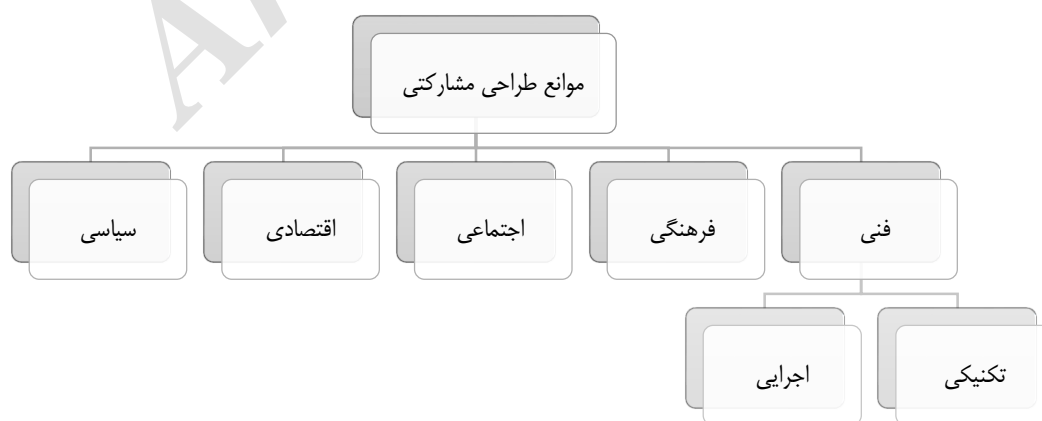 موانع طراحی مشارکتی
فنی
فرهنگی
اجتماعی
اقتصادی
سیاسی
تکنیکی
اجرایی